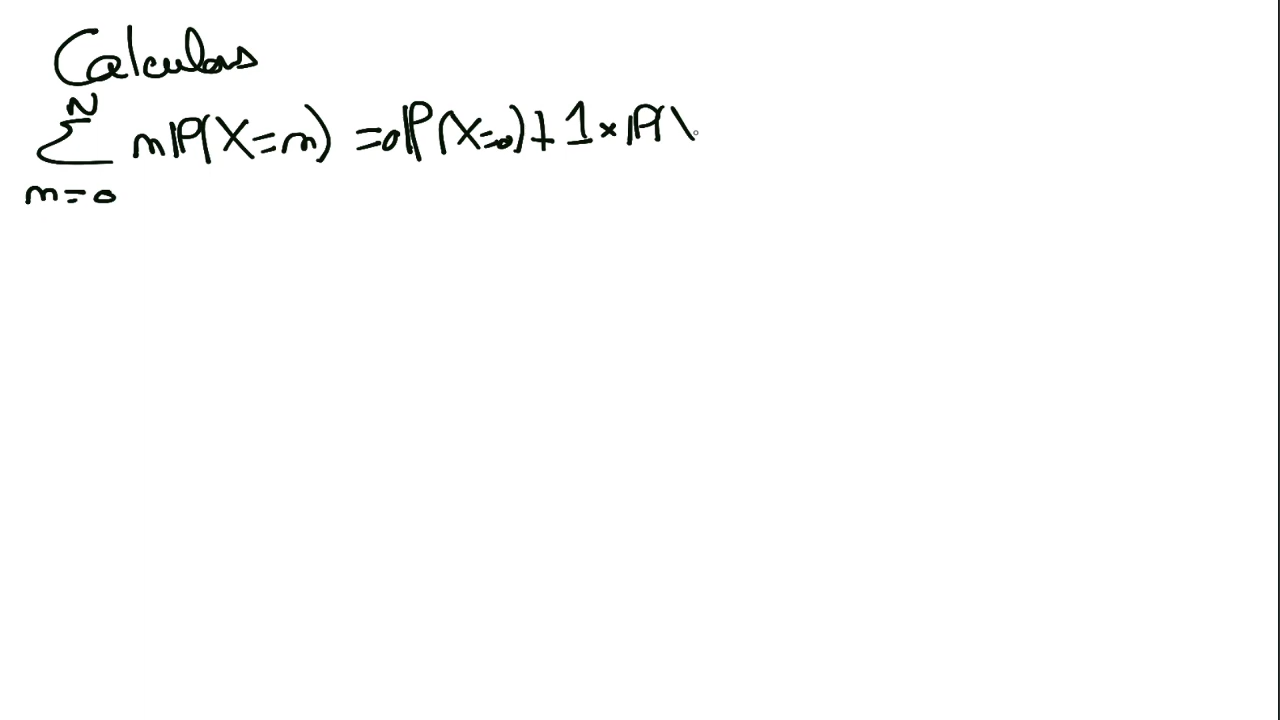 Calculons
N
∑ nℙ(X=n) = 0ℙ(X=0) + 1 × ℙ(\
n=0